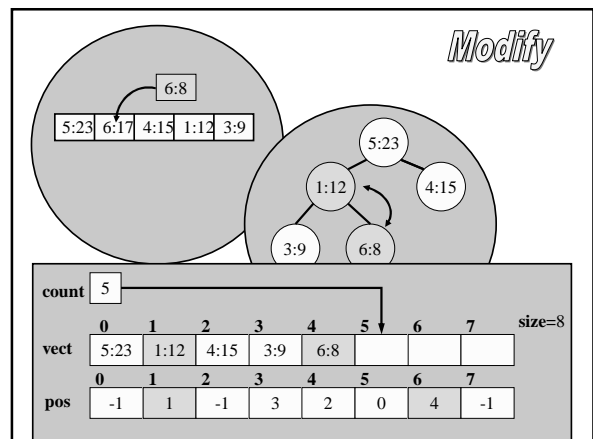 Modify
6:8
5:23 6:17 4:15 1:12 3:9
5:23
1:12 4:15
3:9 6:8
count 5
size=8
0 1 2 3 4 5 6 7
vect 5:23 1:12 4:15 3:9 6:8
0 1 2 3 4 5 6 7
pos -1 1 -1 3 2 0 4 -1